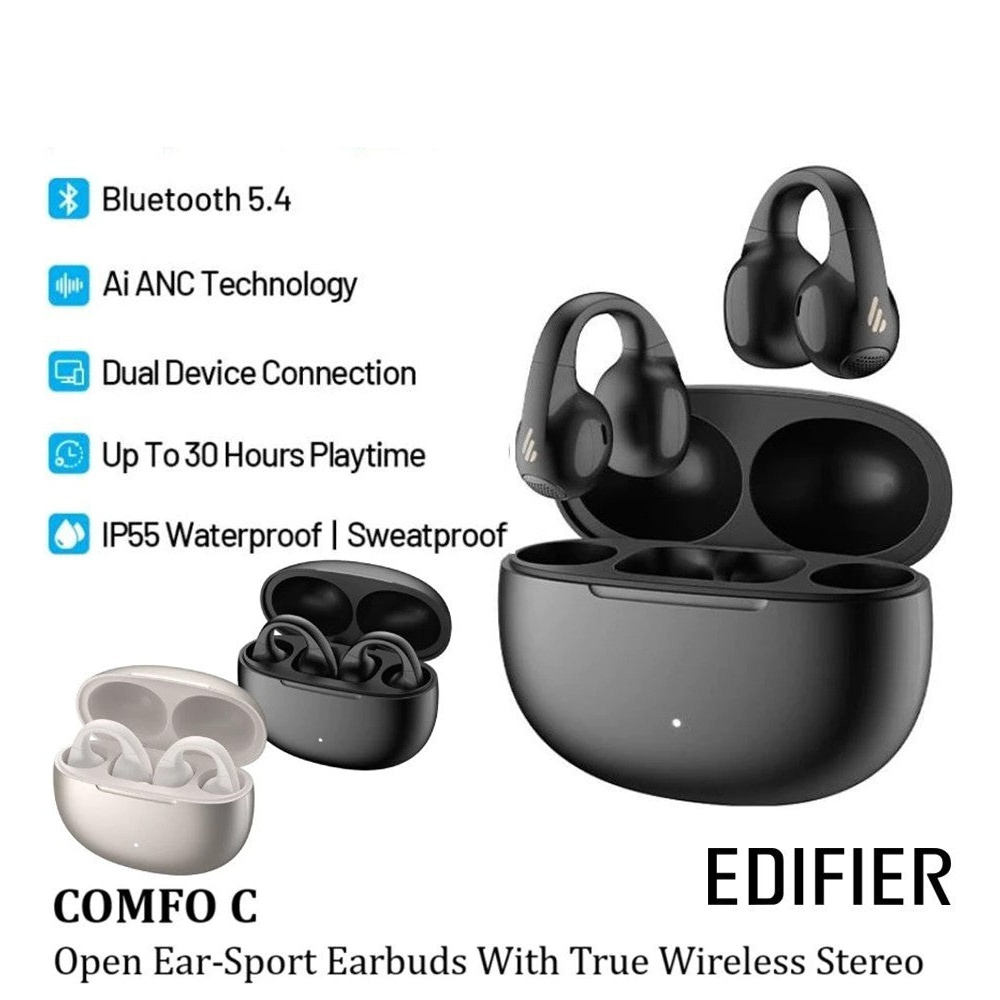 Bluetooth 5.4
Ai ANC Technology
Dual Device Connection
Up To 30 Hours Playtime
IP55 Waterproof | Sweatproof
EDIFIER
COMFO C
Open Ear-Sport Earbuds With True Wireless Stereo